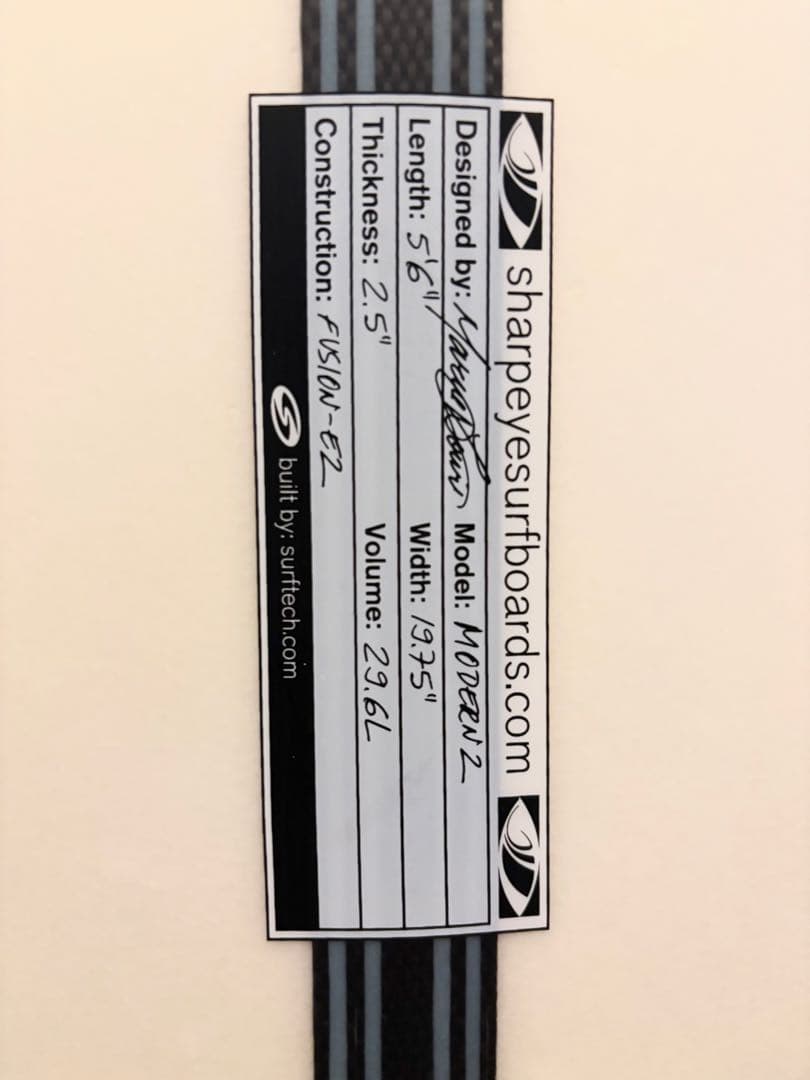 sharpeyesurfboards.com
Designed by: Model: MODERN 2
Length: 5'6" Width: 19.75"
Thickness: 2.5" Volume: 29.6L
Construction: FUSION-E2
built by: surftech.com